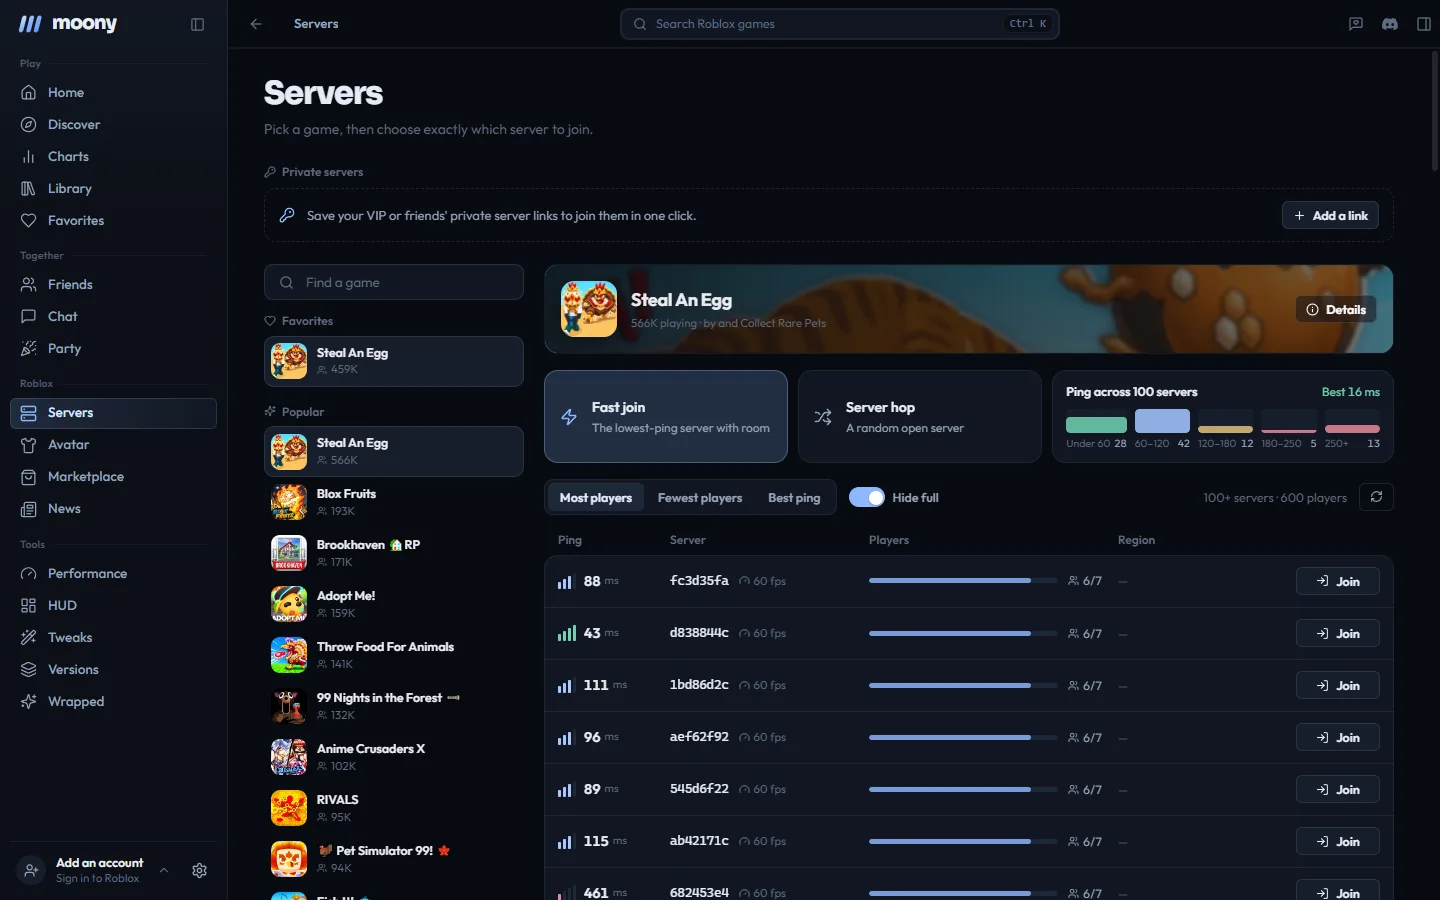 moony
Servers
Search Roblox games
Ctrl K
Play
Home
Discover
Charts
Library
Favorites
Together
Friends
Chat
Party
Roblox
Servers
Avatar
Marketplace
News
Tools
Performance
HUD
Tweaks
Versions
Wrapped
Add an account
Sign in to Roblox
Servers
Pick a game, then choose exactly which server to join.
Private servers
Save your VIP or friends' private server links to join them in one click.
Add a link
Find a game
Favorites
Steal An Egg
459K
Popular
Steal An Egg
566K
Blox Fruits
193K
Brookhaven RP
171K
Adopt Me!
159K
Throw Food For Animals
141K
99 Nights in the Forest
132K
Anime Crusaders X
102K
RIVALS
95K
Pet Simulator 99!
94K
Steal An Egg
566K playing · by and Collect Rare Pets
Details
Fast join
The lowest-ping server with room
Server hop
A random open server
Ping across 100 servers
Best 16 ms
Under 60 28
60–120 42
120–180 12
180–250 5
250+ 13
Most players
Fewest players
Best ping
Hide full
100+ servers · 600 players
Ping Server Players Region
88 ms fc3d35fa 60 fps 6/7 — Join
43 ms d838844c 60 fps 6/7 — Join
111 ms 1bd86d2c 60 fps 6/7 — Join
96 ms aef62f92 60 fps 6/7 — Join
89 ms 545d6f22 60 fps 6/7 — Join
115 ms ab42171c 60 fps 6/7 — Join
461 ms 682453e4 60 fps 6/7 — Join